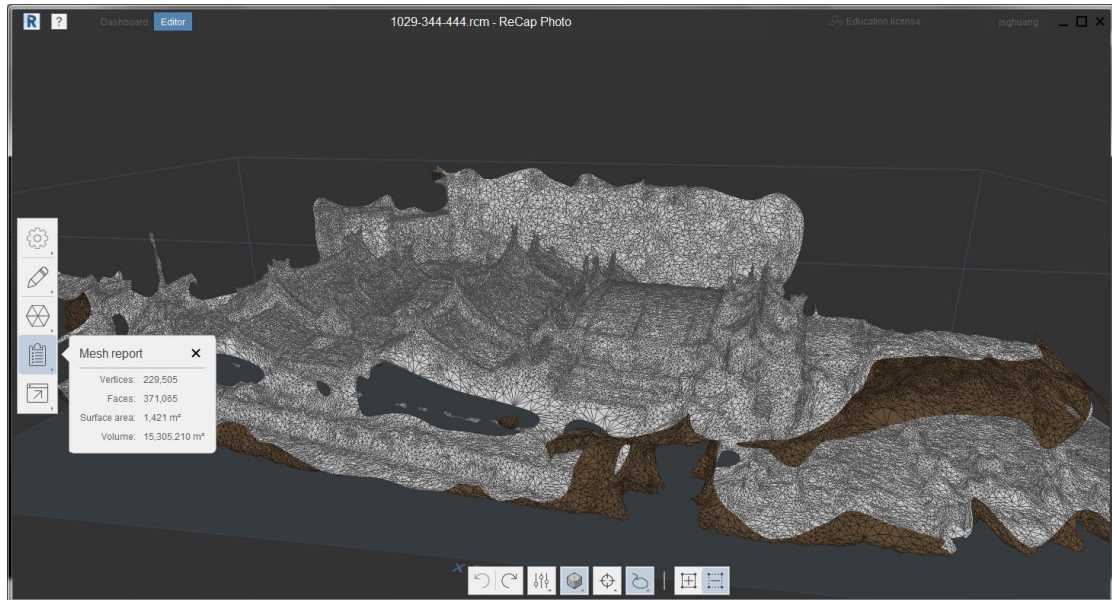 R ? Dashboard Editor 1029-344-444.rcm - ReCap Photo Education license jsghuang
Mesh report
Vertices: 229,505
Faces: 371,065
Surface area: 1,421 m²
Volume: 15,305.210 m³